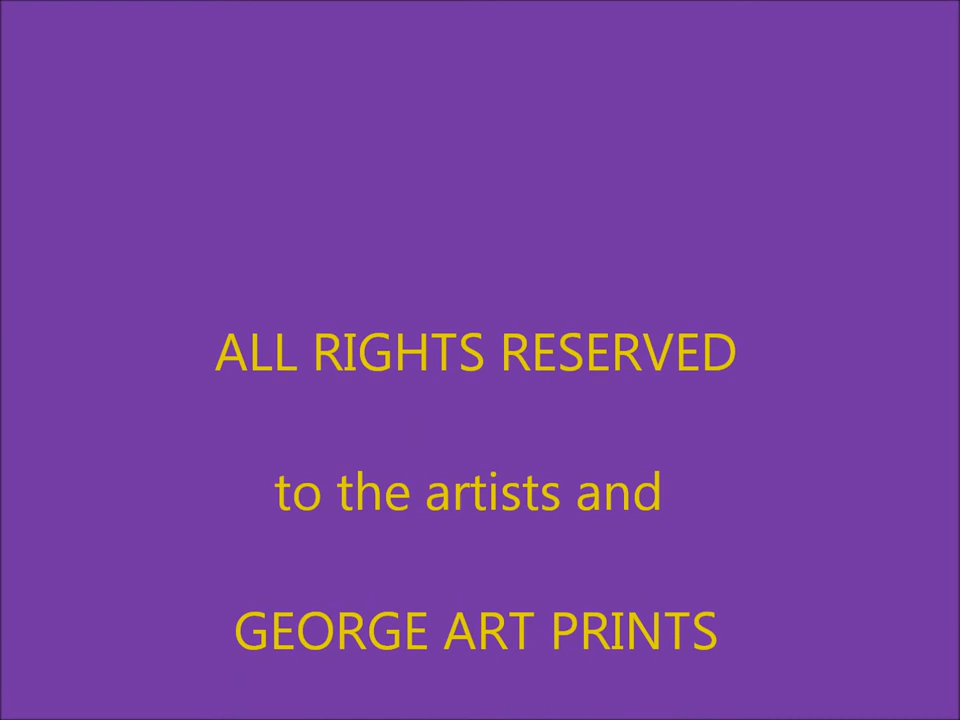 ALL RIGHTS RESERVED
to the artists and
GEORGE ART PRINTS